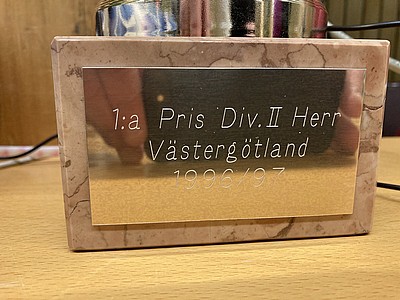 1:a Pris Div. II Herr
Västergötland
1996/97